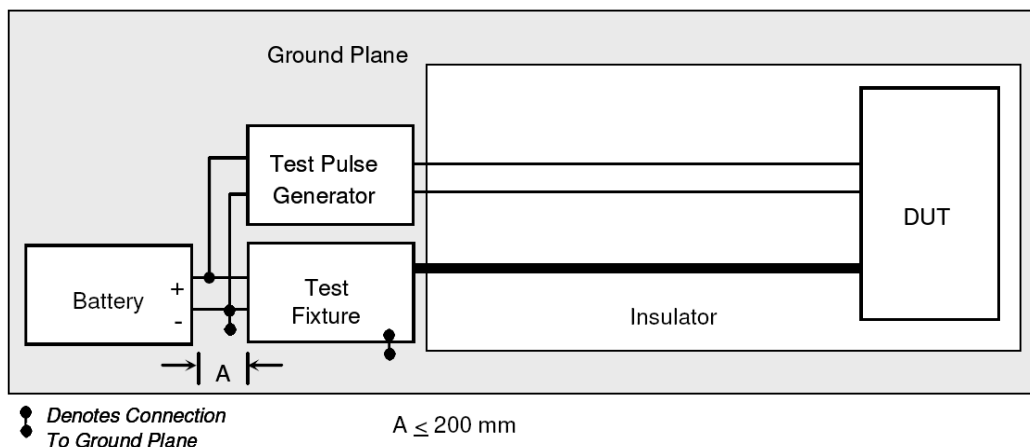 Ground Plane
Test Pulse
Generator
DUT
Battery
+
-
Test
Fixture
Insulator
A
Denotes Connection
To Ground Plane
A ≤ 200 mm